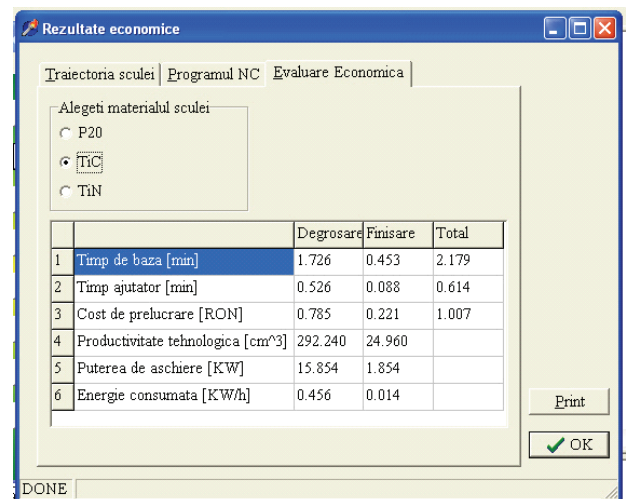 Rezultate economice
Traiectoria sculei Programul NC Evaluare Economica
Alegeti materialul sculei
P20
TiC
TiN
Degrosare Finisare Total
1 Timp de baza [min] 1.726 0.453 2.179
2 Timp ajutator [min] 0.526 0.088 0.614
3 Cost de prelucrare [RON] 0.785 0.221 1.007
4 Productivitate tehnologica [cm^3] 292.240 24.960
5 Puterea de aschiere [KW] 15.854 1.854
6 Energie consumata [KW/h] 0.456 0.014
Print
OK
DONE